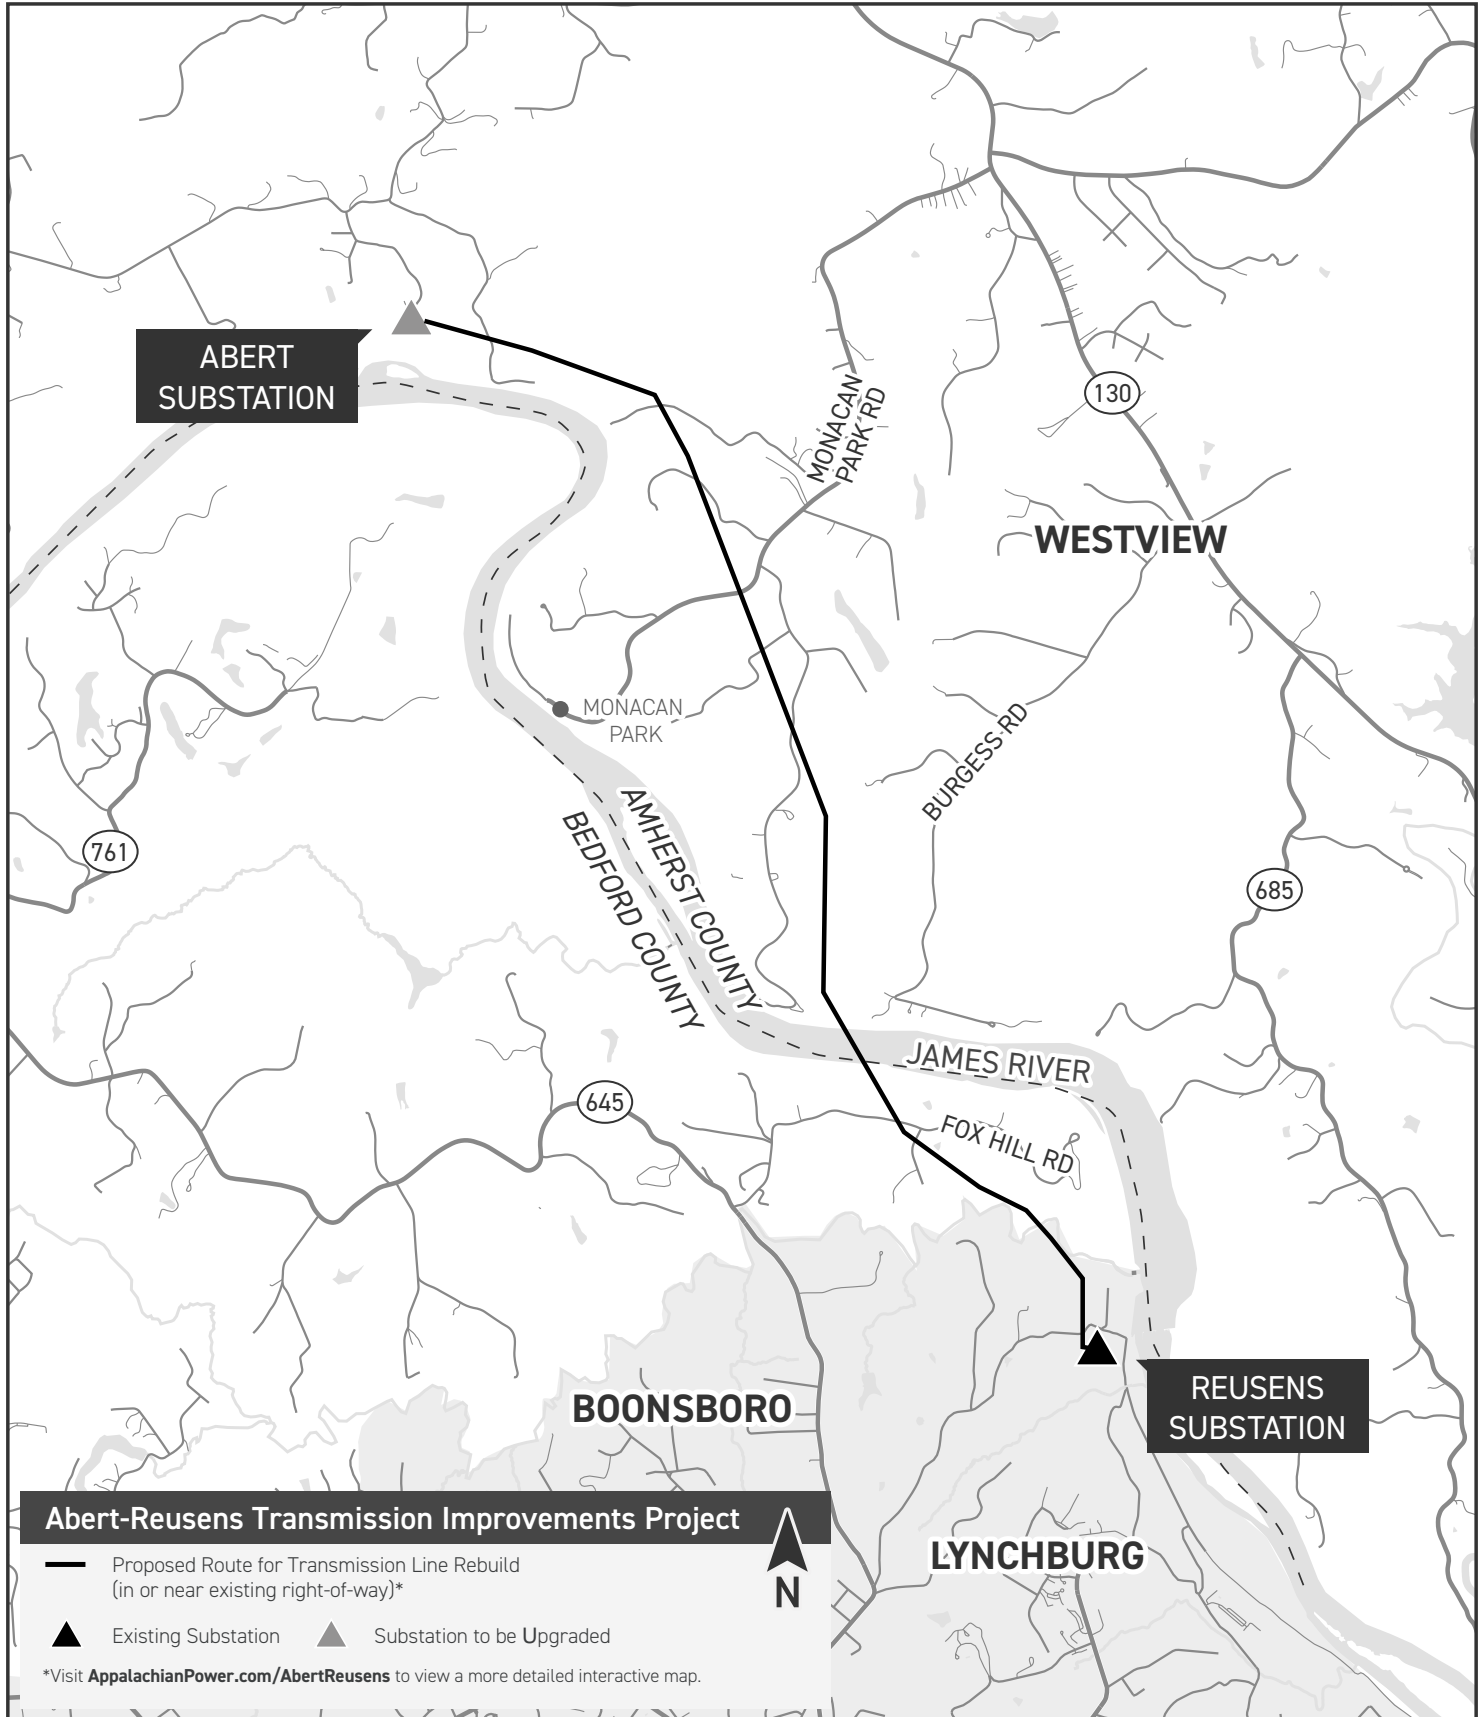 ABERT
SUBSTATION
MONACAN
PARK RD
130
WESTVIEW
MONACAN
PARK
BURGESS RD
AMHERST COUNTY
BEDFORD COUNTY
761
685
JAMES RIVER
645
FOX HILL RD
BOONSBORO
REUSENS
SUBSTATION
LYNCHBURG
Abert-Reusens Transmission Improvements Project
Proposed Route for Transmission Line Rebuild
(in or near existing right-of-way)*
Existing Substation
Substation to be Upgraded
*Visit AppalachianPower.com/AbertReusens to view a more detailed interactive map.
N